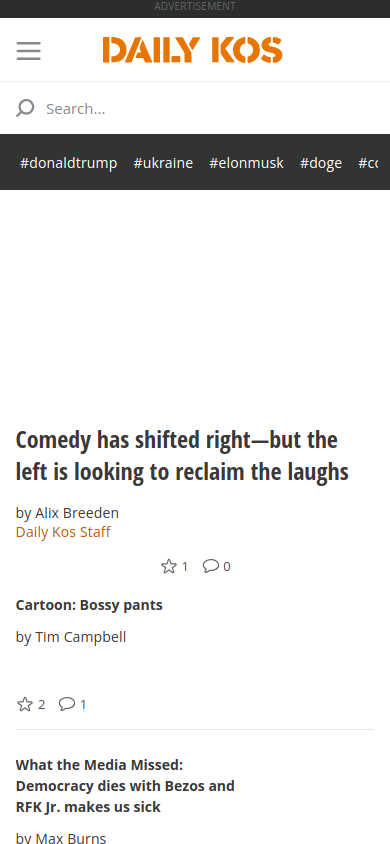 ADVERTISEMENT
DAILY KOS
Search...
#donaldtrump #ukraine #elonmusk #doge
Comedy has shifted right—but the
left is looking to reclaim the laughs
by Alix Breeden
Daily Kos Staff
1 0
Cartoon: Bossy pants
by Tim Campbell
2 1
What the Media Missed:
Democracy dies with Bezos and
RFK Jr. makes us sick
by Max Burns